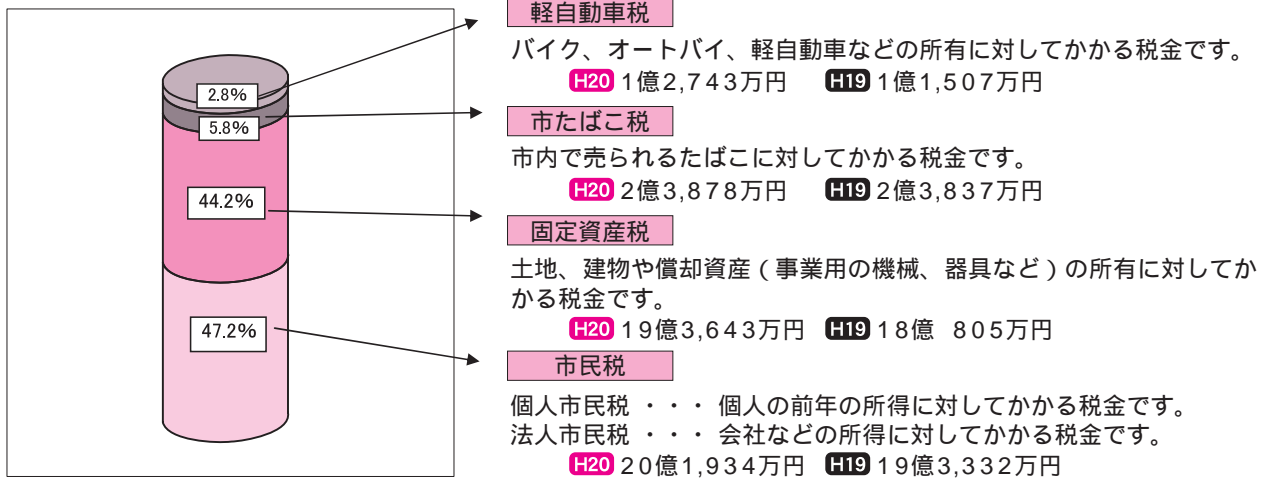 軽自動車税
バイク、オートバイ、軽自動車などの所有に対してかかる税金です。
H20 1億2,743万円 H19 1億1,507万円
市たばこ税
市内で売られるたばこに対してかかる税金です。
H20 2億3,878万円 H19 2億3,837万円
固定資産税
土地、建物や償却資産(事業用の機械、器具など)の所有に対してか
かる税金です。
H20 19億3,643万円 H19 18億 805万円
市民税
個人市民税 ・・・ 個人の前年の所得に対してかかる税金です。
法人市民税 ・・・ 会社などの所得に対してかかる税金です。
H20 20億1,934万円 H19 19億3,332万円
2.8%
5.8%
44.2%
47.2%